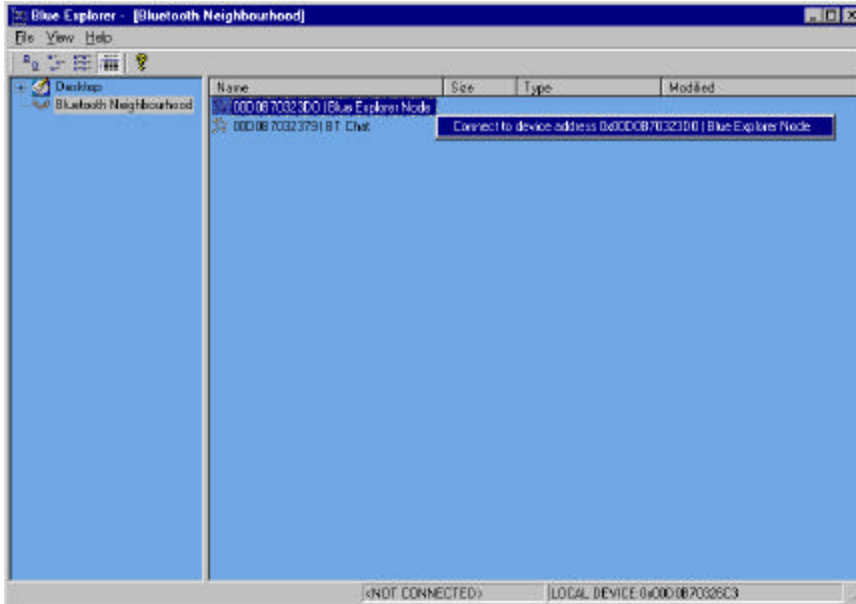 Blue Explorer - [Bluetooth Neighbourhood]
File View Help
Desktop
Bluetooth Neighbourhood
Name Size Type Modified
00D0B70323D0 | Blue Explorer Node
00D0B7032379 | BT Chat
Connect to device address 0x00D0B70323D0 | Blue Explorer Node
<NOT CONNECTED> LOCAL DEVICE:0x00D0B70326C3